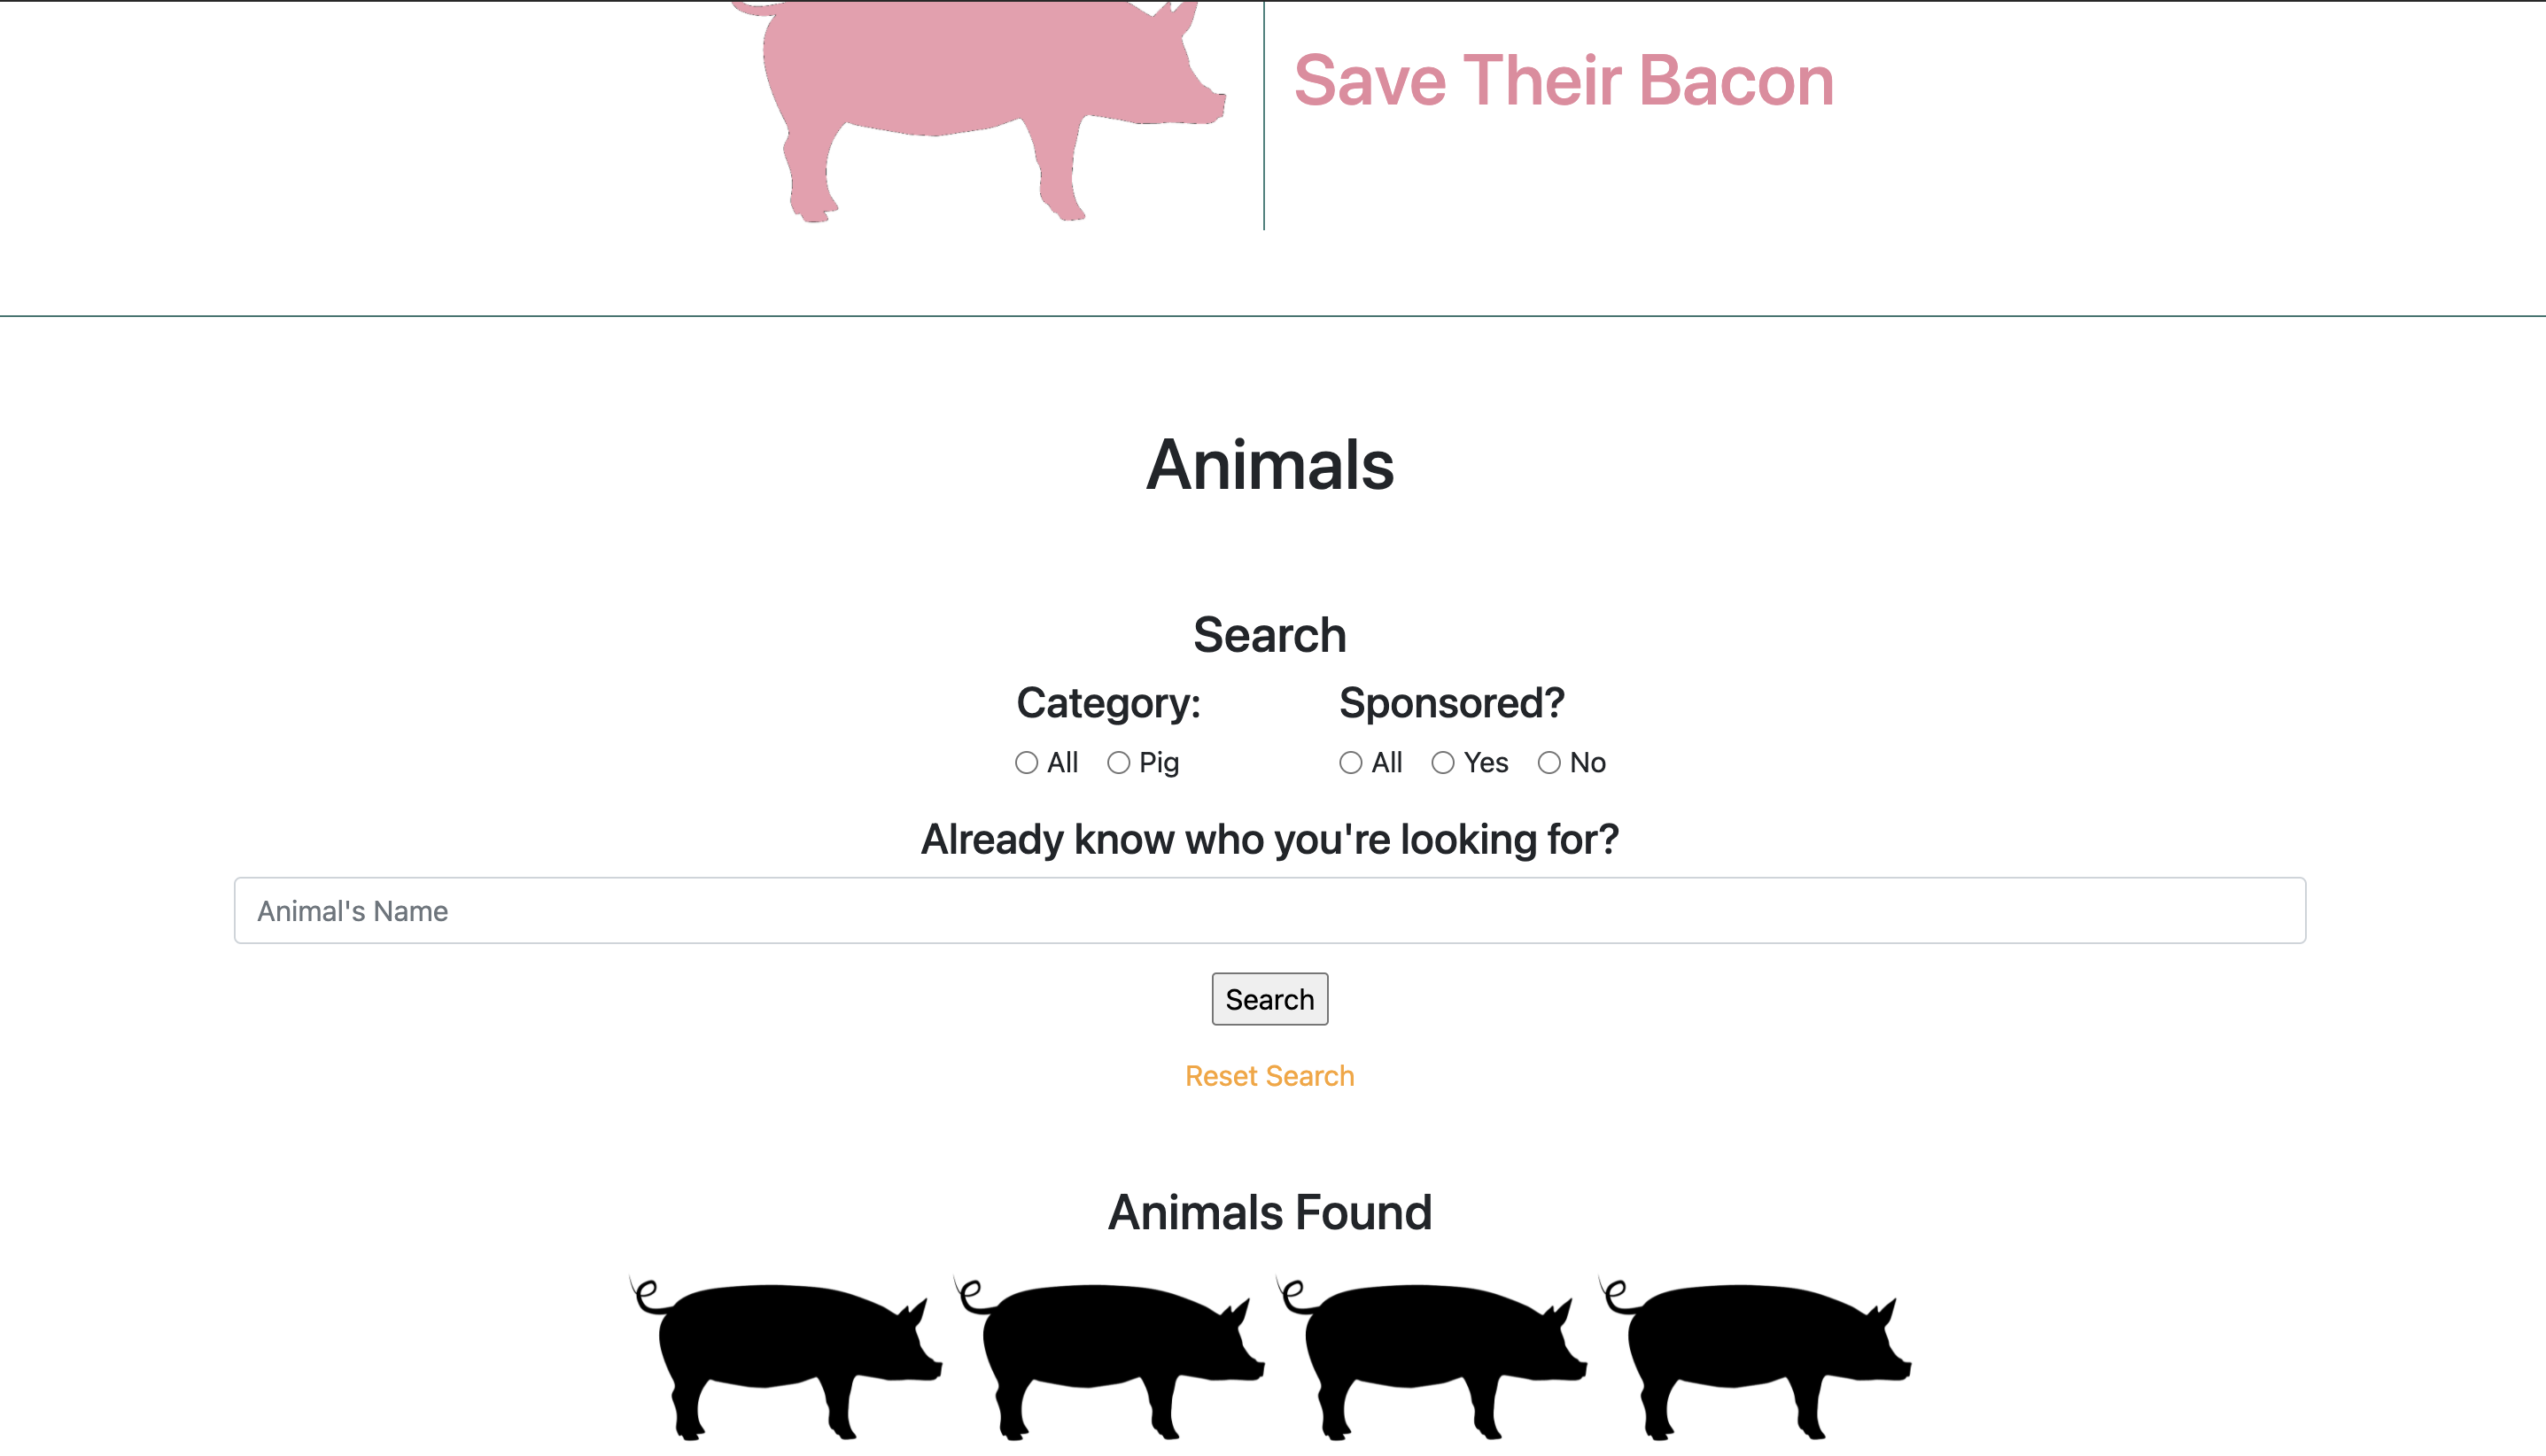 Save Their Bacon
Animals
Search
Category: Sponsored?
All Pig All Yes No
Already know who you're looking for?
Animal's Name
Search
Reset Search
Animals Found